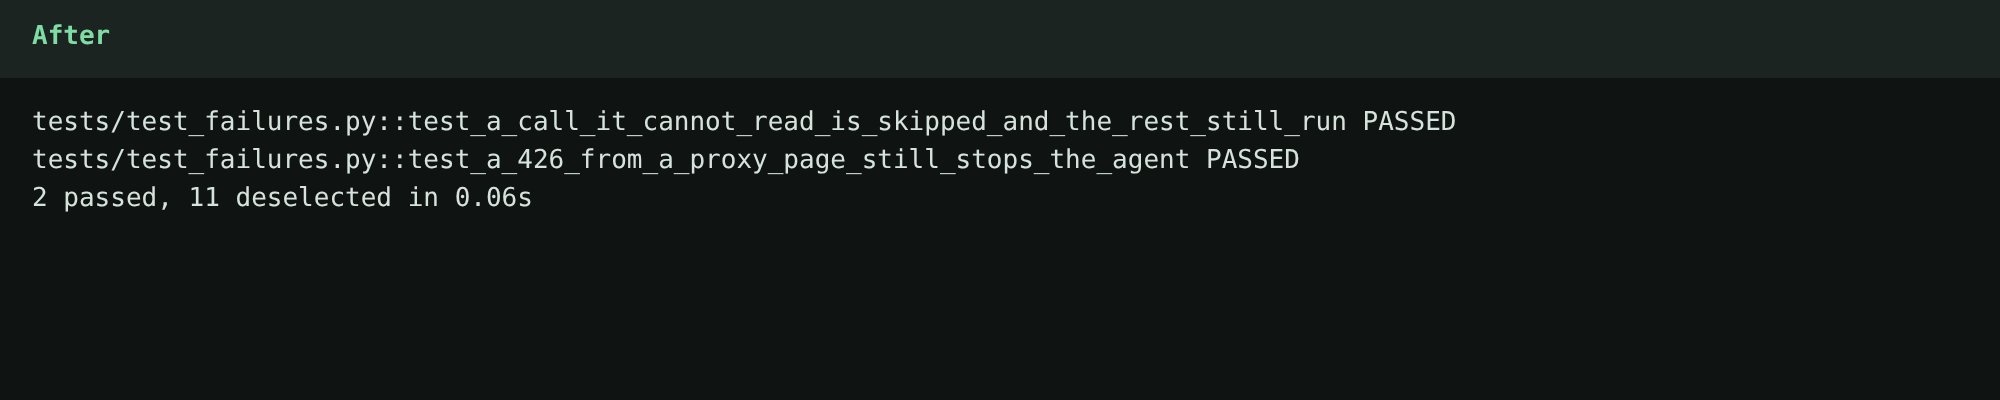 After
tests/test_failures.py::test_a_call_it_cannot_read_is_skipped_and_the_rest_still_run PASSED
tests/test_failures.py::test_a_426_from_a_proxy_page_still_stops_the_agent PASSED
2 passed, 11 deselected in 0.06s